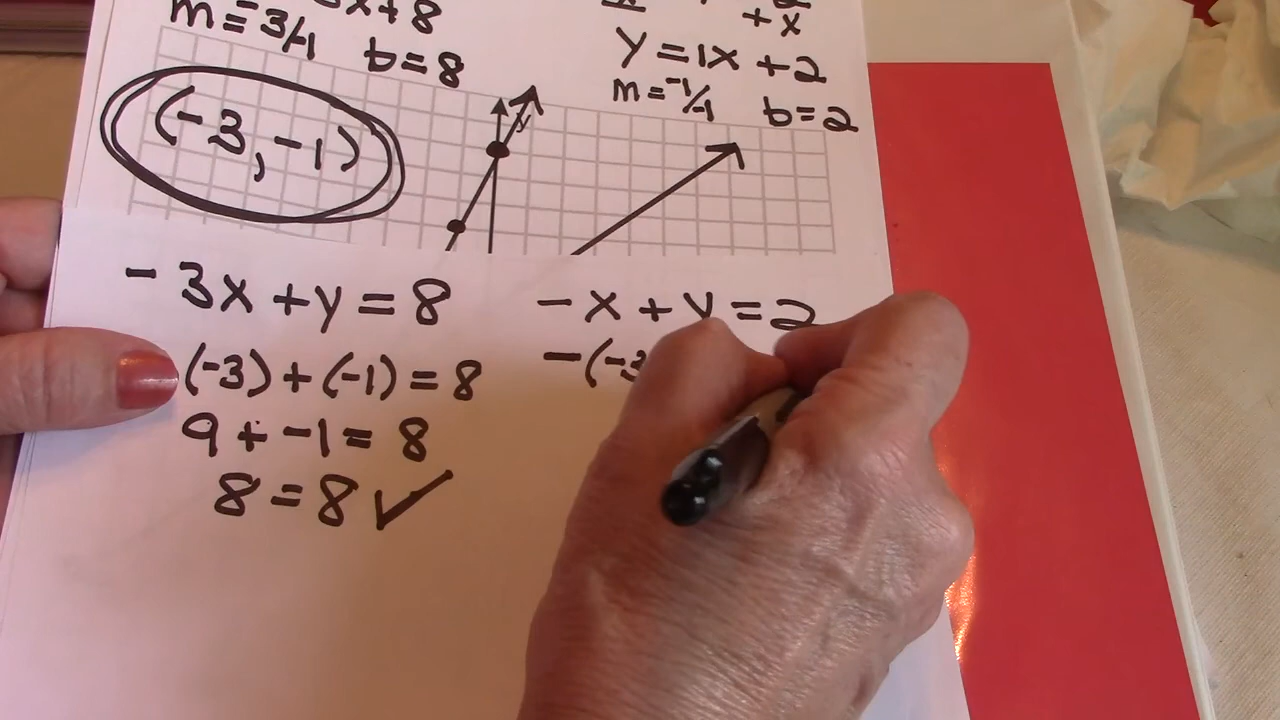 x+8
+x
m=-3/-1 b=8
y=1x+2
m=-1/-1 b=2
(-3,-1)
y
-3x+y=8
-x+y=2
(-3)+(-1)=8
-(-3
9+-1=8
8=8✓